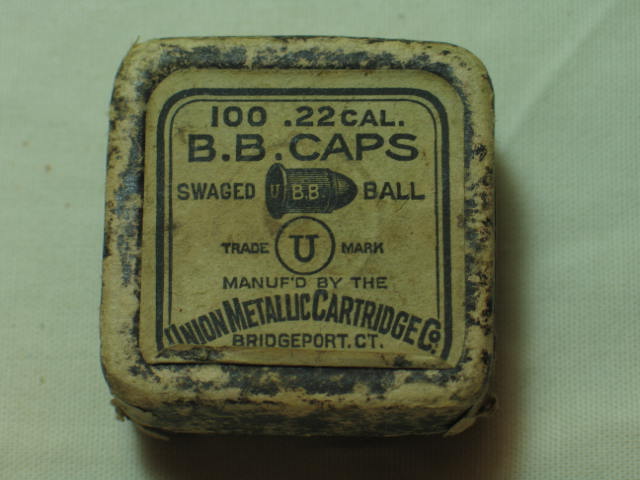 100 .22 CAL.
B.B. CAPS
SWAGED U B.B BALL
TRADE U MARK
MANUF'D BY THE
UNION METALLIC CARTRIDGE CO.
BRIDGEPORT. CT.